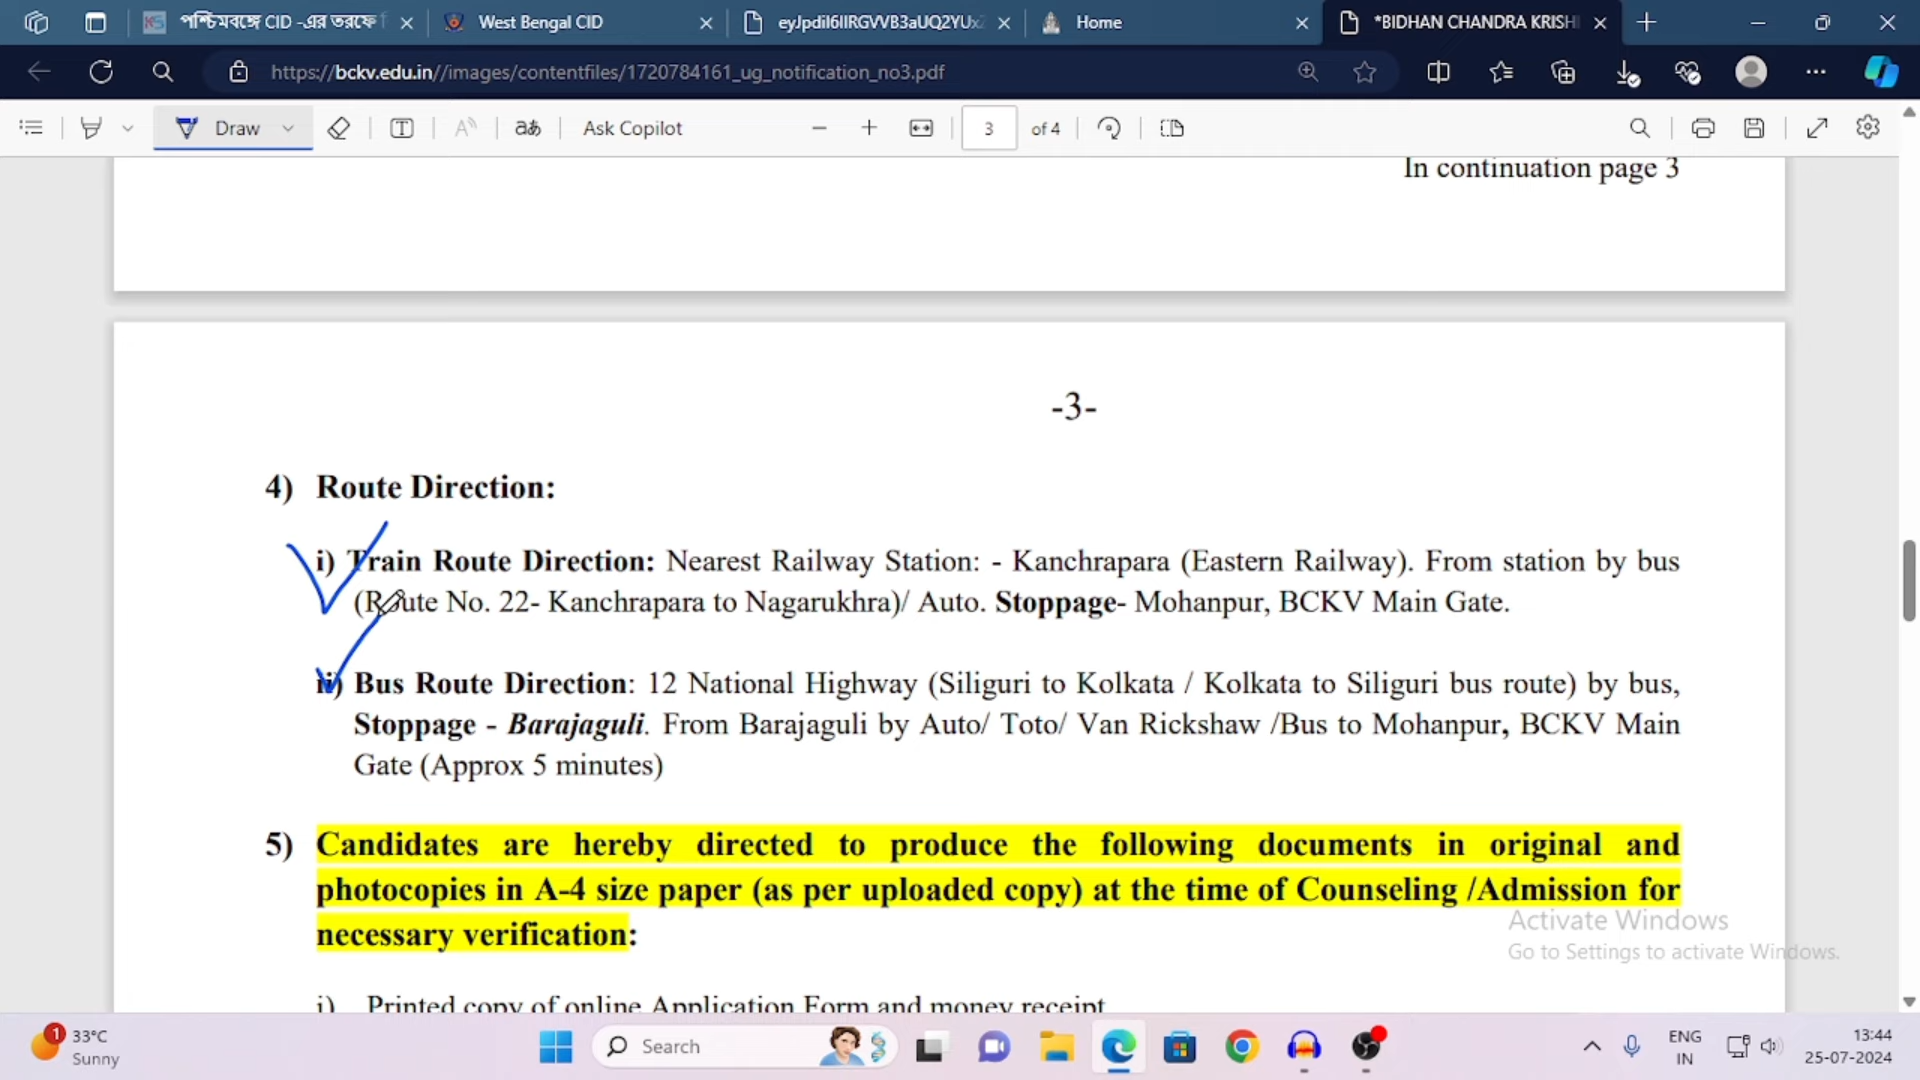 পশ্চিমবঙ্গে CID -এর তরফে
West Bengal CID
Home
*BIDHAN CHANDRA KRISHI
https://bckv.edu.in//images/contentfiles/1720784161_ug_notification_no3.pdf
Draw
Ask Copilot
3 of 4
In continuation page 3
-3-
4) Route Direction:
i) Train Route Direction: Nearest Railway Station: - Kanchrapara (Eastern Railway). From station by bus
(Route No. 22- Kanchrapara to Nagarukhra)/ Auto. Stoppage- Mohanpur, BCKV Main Gate.
ii) Bus Route Direction: 12 National Highway (Siliguri to Kolkata / Kolkata to Siliguri bus route) by bus,
Stoppage - Barajaguli. From Barajaguli by Auto/ Toto/ Van Rickshaw /Bus to Mohanpur, BCKV Main
Gate (Approx 5 minutes)
5) Candidates are hereby directed to produce the following documents in original and
photocopies in A-4 size paper (as per uploaded copy) at the time of Counseling /Admission for
necessary verification:
Activate Windows
Go to Settings to activate Windows.
i) Printed copy of online Application Form and money receipt
1
33°C
Sunny
Search
ENG
IN
13:44
25-07-2024